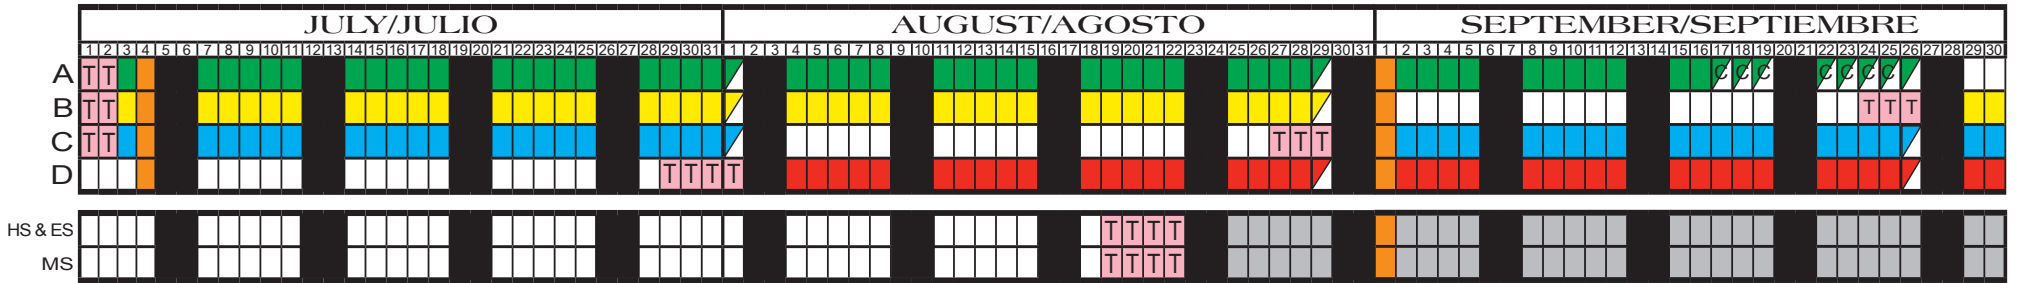 JULY/JULIO AUGUST/AGOSTO SEPTEMBER/SEPTIEMBRE
1 2 3 4 5 6 7 8 9 10 11 12 13 14 15 16 17 18 19 20 21 22 23 24 25 26 27 28 29 30 31 1 2 3 4 5 6 7 8 9 10 11 12 13 14 15 16 17 18 19 20 21 22 23 24 25 26 27 28 29 30 31 1 2 3 4 5 6 7 8 9 10 11 12 13 14 15 16 17 18 19 20 21 22 23 24 25 26 27 28 29 30
A T T C C C C C C C
B T T T T T
C T T T T T
D T T T T
HS & ES T T T T
MS T T T T